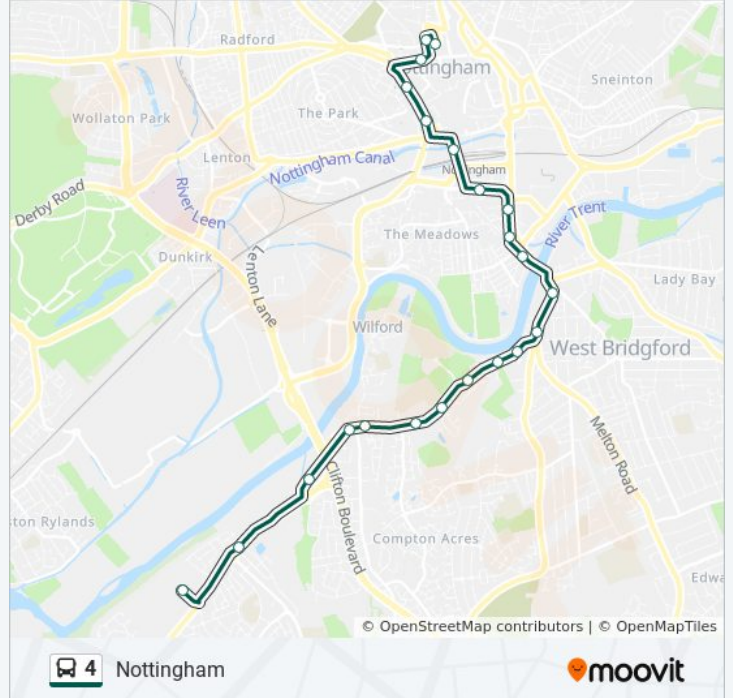 Radford
ttingham
Sneinton
The Park
Wollaton Park
Lenton
Nottingham Canal
Nottingham
River Leen
Derby Road
River Trent
The Meadows
Dunkirk
Lenton Lane
Lady Bay
Wilford
West Bridgford
Melton Road
Clifton Boulevard
ton Rylands
Compton Acres
Edwa
© OpenStreetMap contributors | © OpenMapTiles
4 Nottingham
moovit